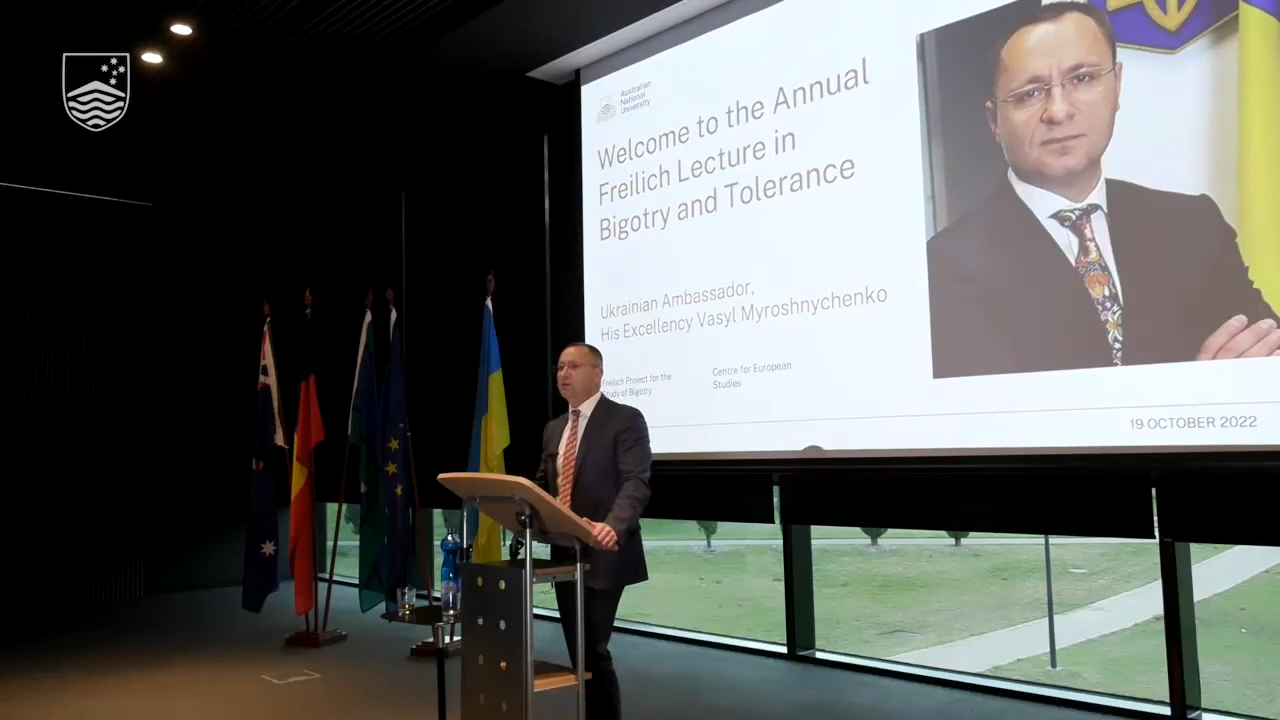 Australian
National
University
Welcome to the Annual
Freilich Lecture in
Bigotry and Tolerance
Ukrainian Ambassador,
His Excellency Vasyl Myroshnychenko
Freilich Project for the
Study of Bigotry
Centre for European
Studies
19 OCTOBER 2022